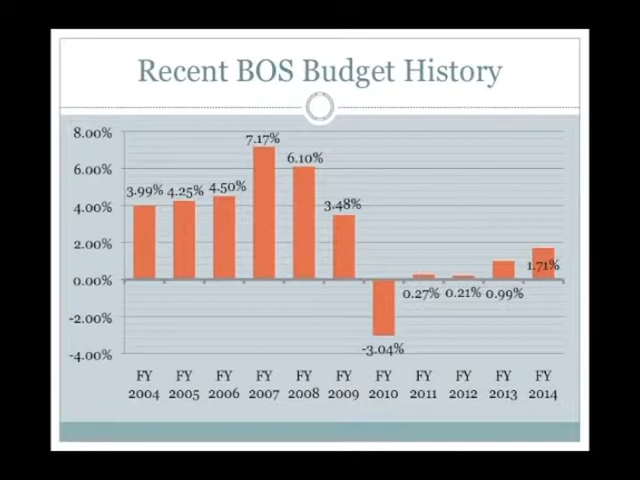 Recent BOS Budget History
8.00%
6.00%
4.00%
2.00%
0.00%
-2.00%
-4.00%
3.99%
4.25%
4.50%
7.17%
6.10%
3.48%
-3.04%
0.27%
0.21%
0.99%
1.71%
FY 2004
FY 2005
FY 2006
FY 2007
FY 2008
FY 2009
FY 2010
FY 2011
FY 2012
FY 2013
FY 2014